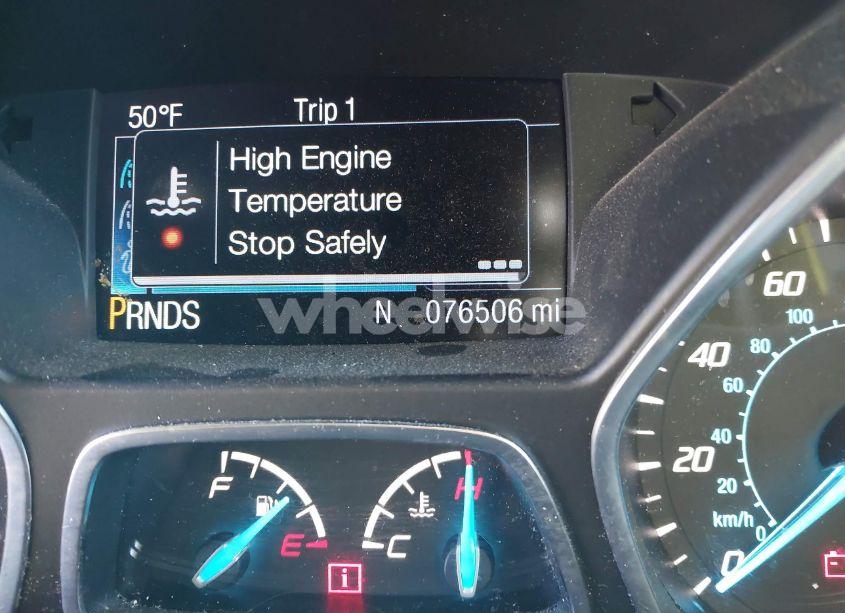 50°F Trip 1
High Engine
Temperature
Stop Safely
PRNDS N 076506 mi
wheelwise
F E
C H
i
0 20 40 60
km/h 0 20 40 60 80 100